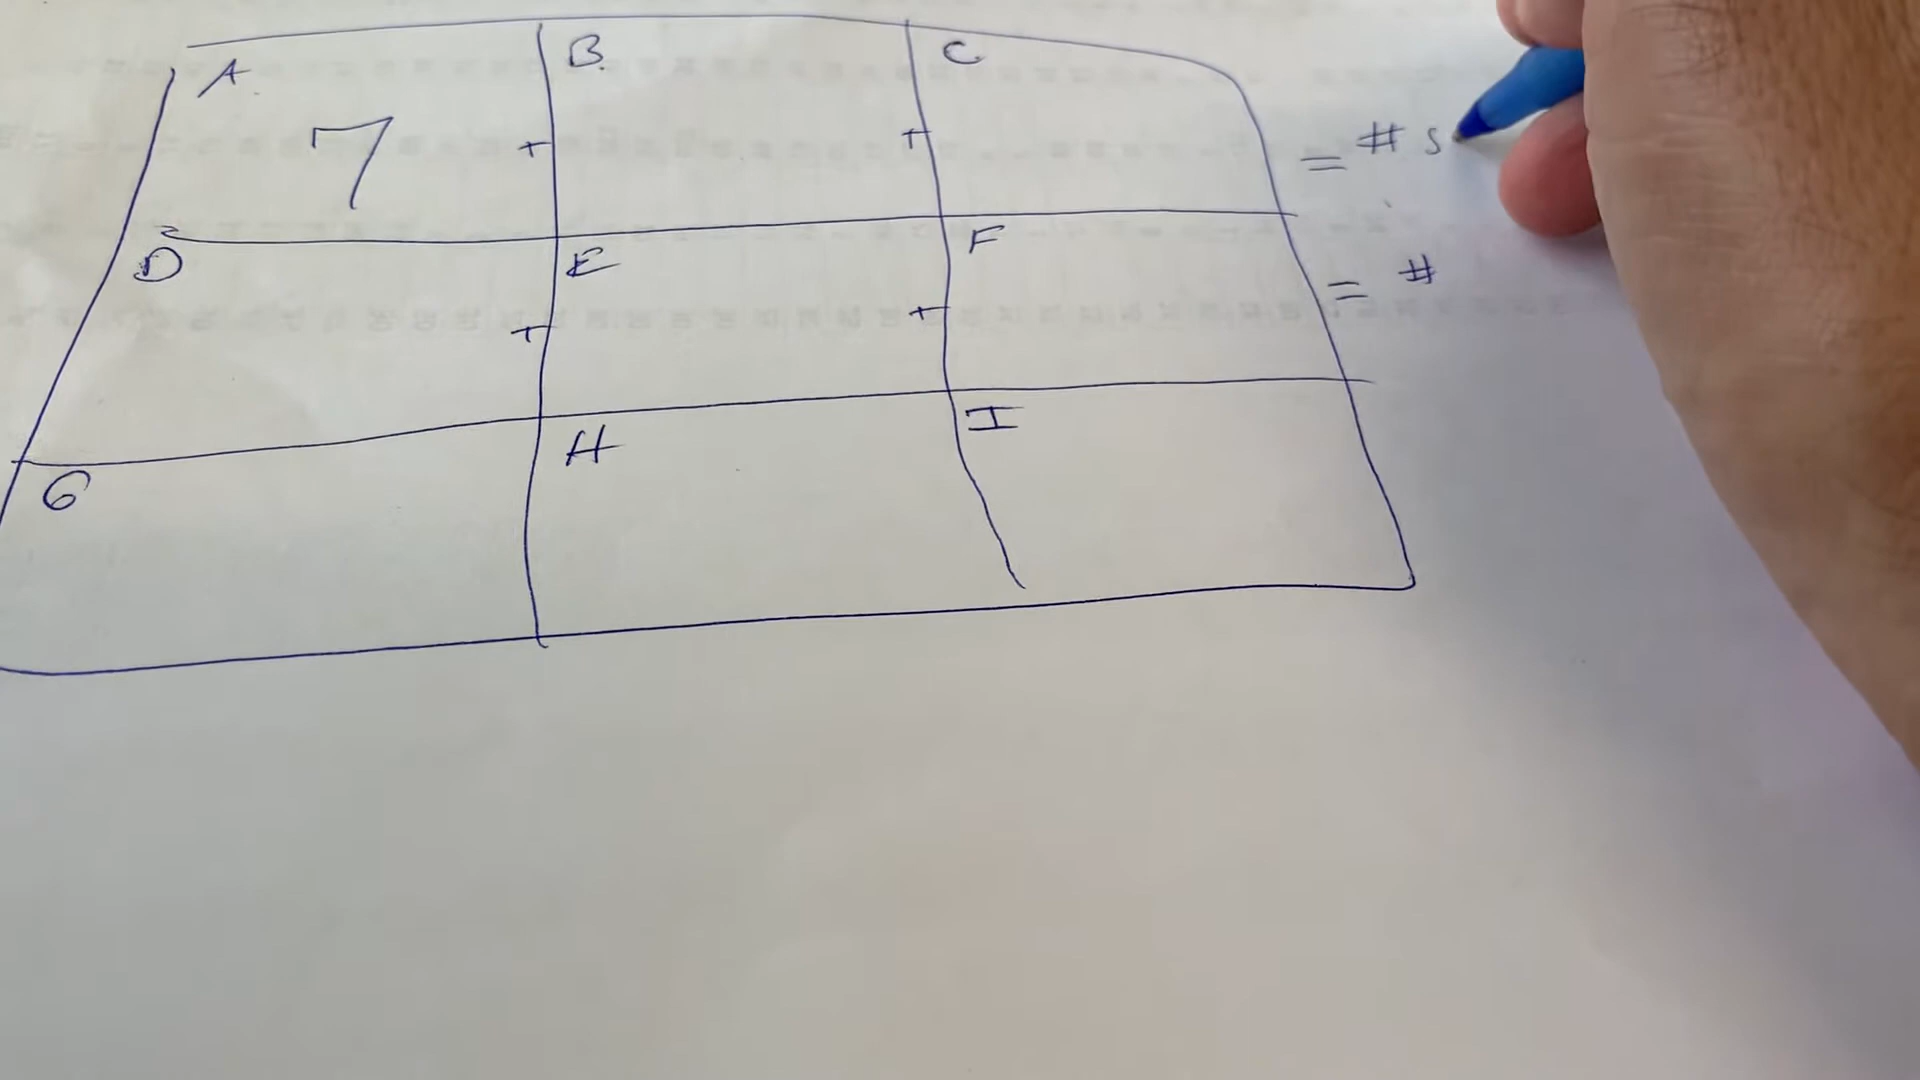 A. B. C
7 + + = # S
D E F
+ + = #
G H I